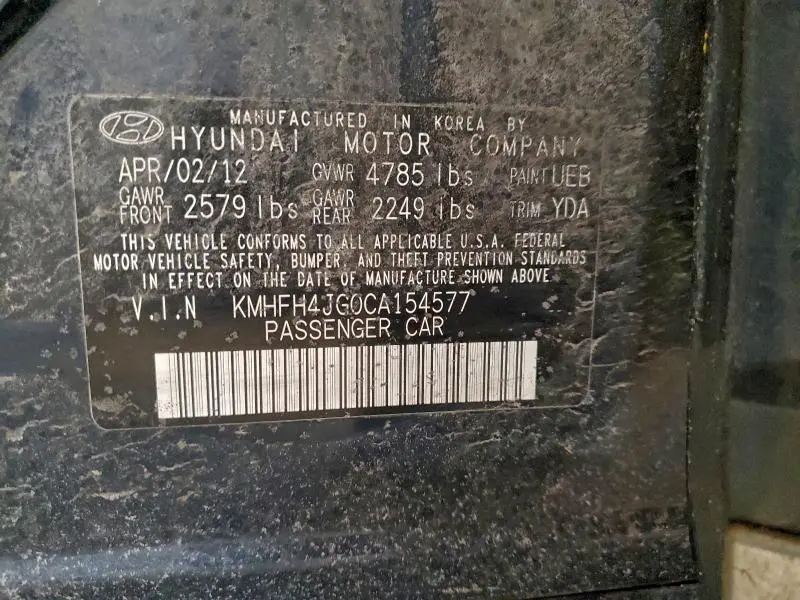 MANUFACTURED IN KOREA BY
HYUNDAI MOTOR COMPANY
APR/02/12 GVWR 4785 lbs PAINT UEB
GAWR FRONT 2579 lbs GAWR REAR 2249 lbs TRIM YDA
THIS VEHICLE CONFORMS TO ALL APPLICABLE U.S.A. FEDERAL
MOTOR VEHICLE SAFETY, BUMPER, AND THEFT PREVENTION STANDARDS
IN EFFECT ON THE DATE OF MANUFACTURE SHOWN ABOVE.
V.I.N KMHFH4JG0CA154577
PASSENGER CAR